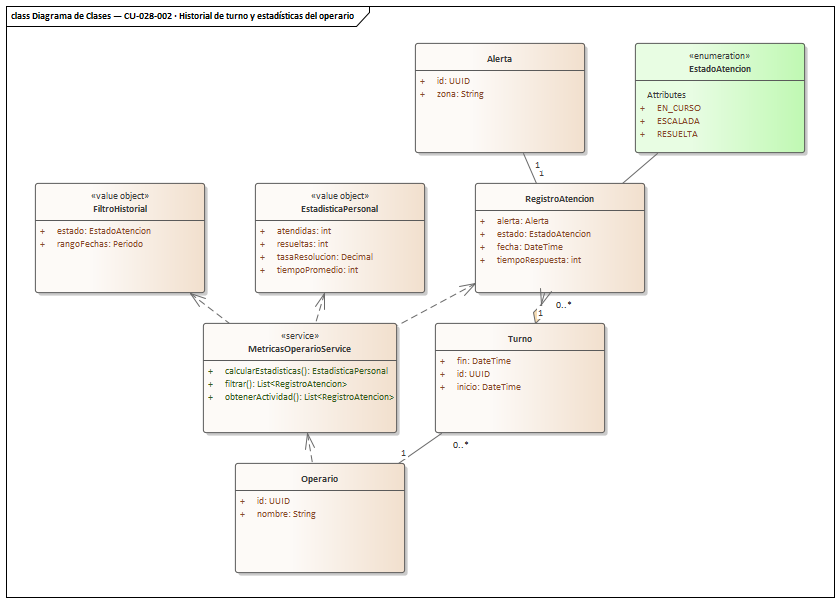 class Diagrama de Clases — CU-028-002 · Historial de turno y estadísticas del operario
Alerta
+ id: UUID
+ zona: String
«enumeration»
EstadoAtencion
Attributes
+ EN_CURSO
+ ESCALADA
+ RESUELTA
1
1
«value object»
FiltroHistorial
+ estado: EstadoAtencion
+ rangoFechas: Periodo
«value object»
EstadisticaPersonal
+ atendidas: int
+ resueltas: int
+ tasaResolucion: Decimal
+ tiempoPromedio: int
RegistroAtencion
+ alerta: Alerta
+ estado: EstadoAtencion
+ fecha: DateTime
+ tiempoRespuesta: int
0..*
1
«service»
MetricasOperarioService
+ calcularEstadisticas(): EstadisticaPersonal
+ filtrar(): List<RegistroAtencion>
+ obtenerActividad(): List<RegistroAtencion>
Turno
+ fin: DateTime
+ id: UUID
+ inicio: DateTime
0..*
1
Operario
+ id: UUID
+ nombre: String